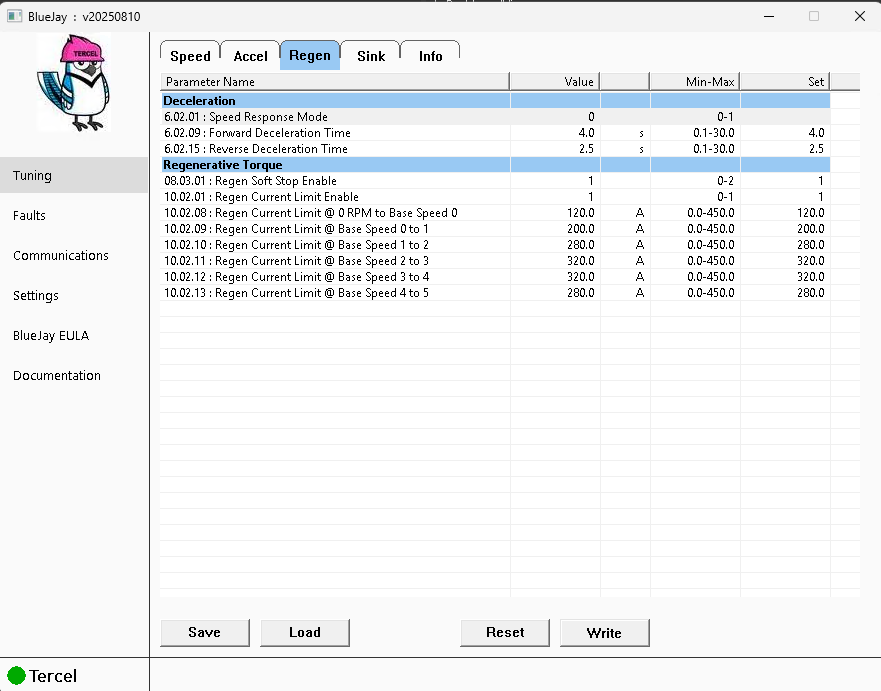 BlueJay : v20250810
TERCEL
Speed Accel Regen Sink Info
Parameter Name Value Min-Max Set
Deceleration
6.02.01 : Speed Response Mode 0 0-1
6.02.09 : Forward Deceleration Time 4.0 s 0.1-30.0 4.0
6.02.15 : Reverse Deceleration Time 2.5 s 0.1-30.0 2.5
Regenerative Torque
08.03.01 : Regen Soft Stop Enable 1 0-2 1
10.02.01 : Regen Current Limit Enable 1 0-1 1
10.02.08 : Regen Current Limit @ 0 RPM to Base Speed 0 120.0 A 0.0-450.0 120.0
10.02.09 : Regen Current Limit @ Base Speed 0 to 1 200.0 A 0.0-450.0 200.0
10.02.10 : Regen Current Limit @ Base Speed 1 to 2 280.0 A 0.0-450.0 280.0
10.02.11 : Regen Current Limit @ Base Speed 2 to 3 320.0 A 0.0-450.0 320.0
10.02.12 : Regen Current Limit @ Base Speed 3 to 4 320.0 A 0.0-450.0 320.0
10.02.13 : Regen Current Limit @ Base Speed 4 to 5 280.0 A 0.0-450.0 280.0
Tuning
Faults
Communications
Settings
BlueJay EULA
Documentation
Save Load Reset Write
Tercel